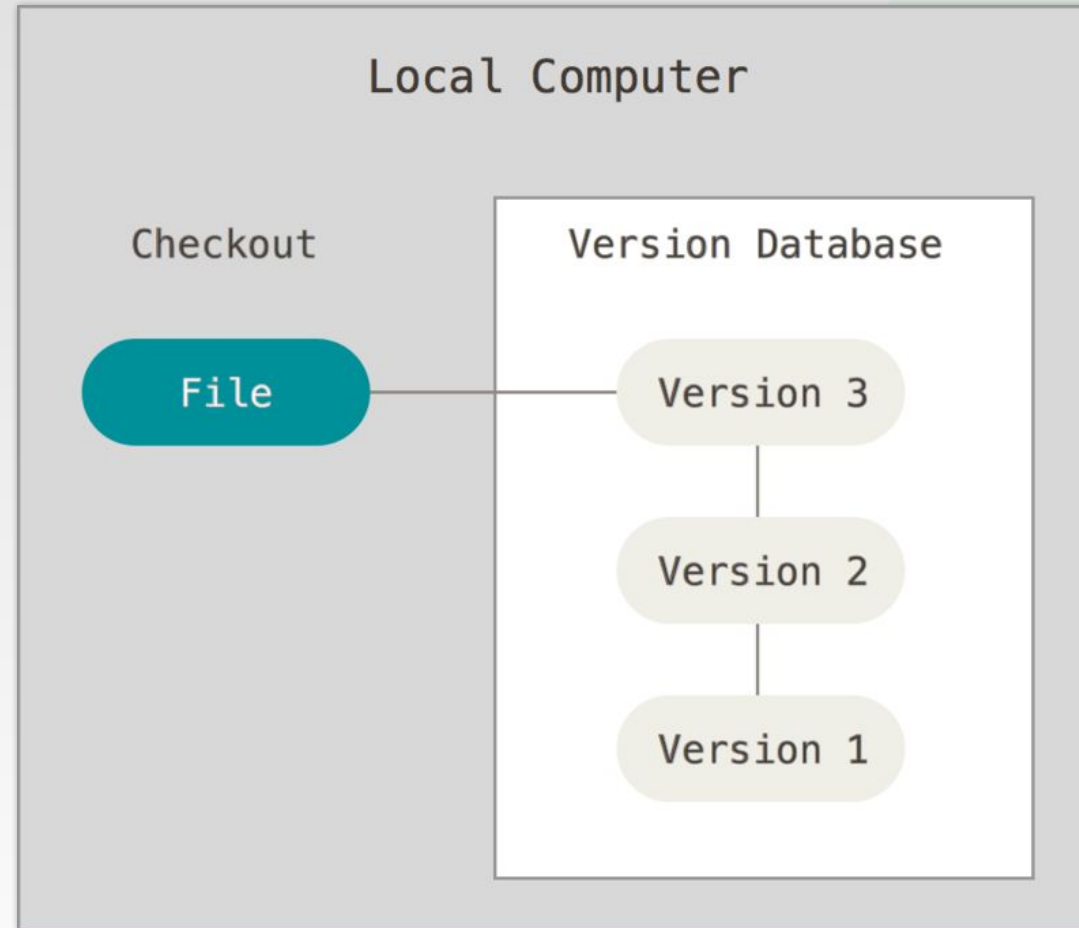 Local Computer
Checkout
Version Database
File
Version 3
Version 2
Version 1